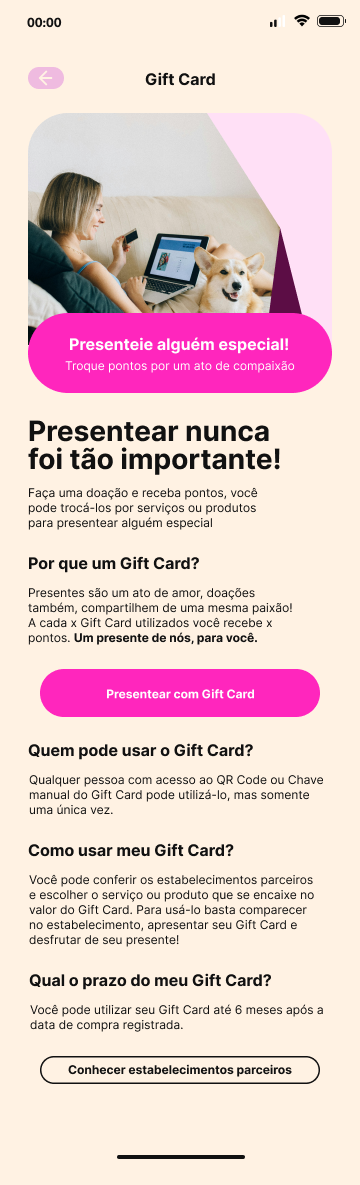 00:00
Gift Card
Presenteie alguém especial!
Troque pontos por um ato de compaixão
Presentear nunca
foi tão importante!
Faça uma doação e receba pontos, você
pode trocá-los por serviços ou produtos
para presentear alguém especial
Por que um Gift Card?
Presentes são um ato de amor, doações
também, compartilhem de uma mesma paixão!
A cada x Gift Card utilizados você recebe x
pontos. Um presente de nós, para você.
Presentear com Gift Card
Quem pode usar o Gift Card?
Qualquer pessoa com acesso ao QR Code ou Chave
manual do Gift Card pode utilizá-lo, mas somente
uma única vez.
Como usar meu Gift Card?
Você pode conferir os estabelecimentos parceiros
e escolher o serviço ou produto que se encaixe no
valor do Gift Card. Para usá-lo basta comparecer
no estabelecimento, apresentar seu Gift Card e
desfrutar de seu presente!
Qual o prazo do meu Gift Card?
Você pode utilizar seu Gift Card até 6 meses após a
data de compra registrada.
Conhecer estabelecimentos parceiros